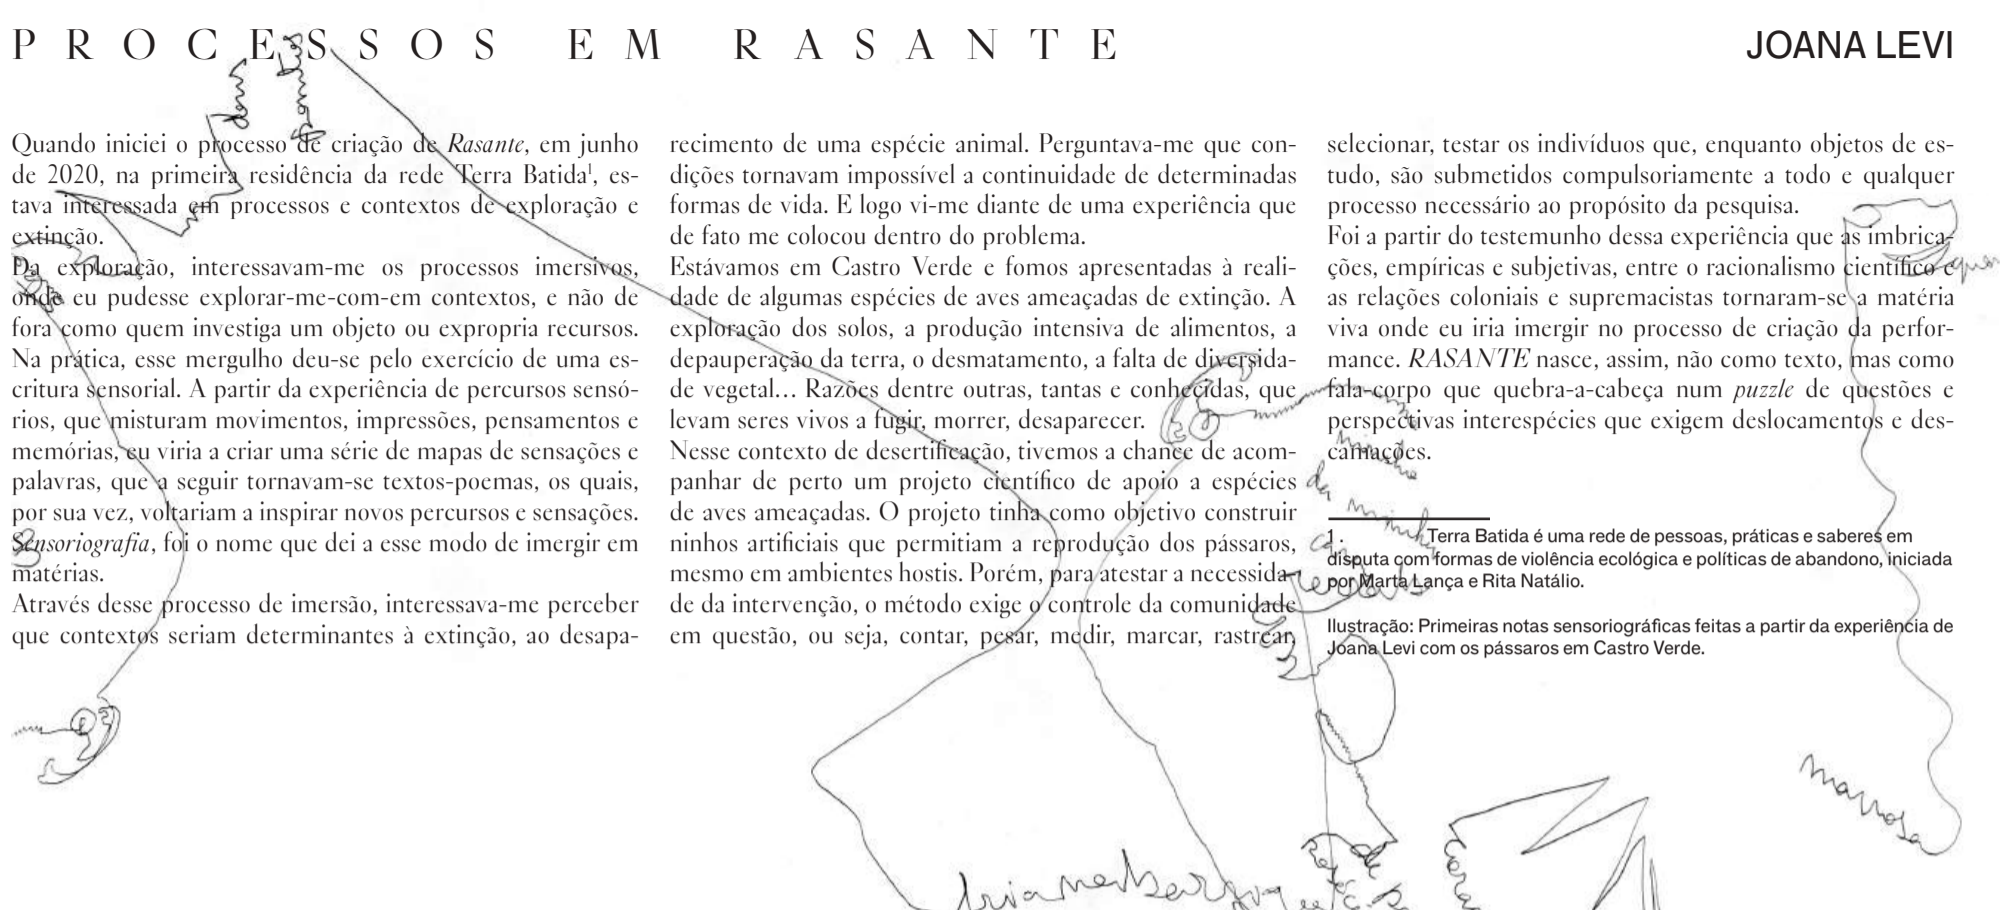 PROCESSOS EM RASANTE
JOANA LEVI
Quando iniciei o processo de criação de Rasante, em junho
de 2020, na primeira residência da rede Terra Batida¹, es-
tava interessada em processos e contextos de exploração e
extinção.
Da exploração, interessavam-me os processos imersivos,
onde eu pudesse explorar-me-com-em contextos, e não de
fora como quem investiga um objeto ou expropria recursos.
Na prática, esse mergulho deu-se pelo exercício de uma es-
critura sensorial. A partir da experiência de percursos sensó-
rios, que misturam movimentos, impressões, pensamentos e
memórias, eu viria a criar uma série de mapas de sensações e
palavras, que a seguir tornavam-se textos-poemas, os quais,
por sua vez, voltariam a inspirar novos percursos e sensações.
Sensoriografia, foi o nome que dei a esse modo de imergir em
matérias.
Através desse processo de imersão, interessava-me perceber
que contextos seriam determinantes à extinção, ao desapa-
recimento de uma espécie animal. Perguntava-me que con-
dições tornavam impossível a continuidade de determinadas
formas de vida. E logo vi-me diante de uma experiência que
de fato me colocou dentro do problema.
Estávamos em Castro Verde e fomos apresentadas à reali-
dade de algumas espécies de aves ameaçadas de extinção. A
exploração dos solos, a produção intensiva de alimentos, a
depauperação da terra, o desmatamento, a falta de diversida-
de vegetal... Razões dentre outras, tantas e conhecidas, que
levam seres vivos a fugir, morrer, desaparecer.
Nesse contexto de desertificação, tivemos a chance de acom-
panhar de perto um projeto científico de apoio a espécies
de aves ameaçadas. O projeto tinha como objetivo construir
ninhos artificiais que permitiam a reprodução dos pássaros,
mesmo em ambientes hostis. Porém, para atestar a necessida-
de da intervenção, o método exige o controle da comunidade
em questão, ou seja, contar, pesar, medir, marcar, rastrear,
selecionar, testar os indivíduos que, enquanto objetos de es-
tudo, são submetidos compulsoriamente a todo e qualquer
processo necessário ao propósito da pesquisa.
Foi a partir do testemunho dessa experiência que as imbrica-
ções, empíricas e subjetivas, entre o racionalismo científico e
as relações coloniais e supremacistas tornaram-se a matéria
viva onde eu iria imergir no processo de criação da perfor-
mance. RASANTE nasce, assim, não como texto, mas como
fala-corpo que quebra-a-cabeça num puzzle de questões e
perspectivas interespécies que exigem deslocamentos e des-
camações.
1. Terra Batida é uma rede de pessoas, práticas e saberes em
disputa com formas de violência ecológica e políticas de abandono, iniciada
por Marta Lança e Rita Natálio.
Ilustração: Primeiras notas sensoriográficas feitas a partir da experiência de
Joana Levi com os pássaros em Castro Verde.
da minha